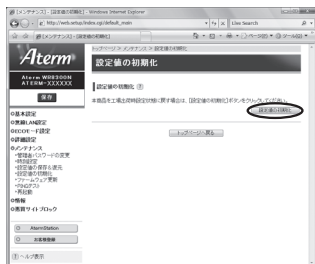 [メンテナンス] - [設定値の初期化] - Windows Internet Explorer
http://web.setup/index.cgi/default_main
Live Search
[メンテナンス] - [設定値の初期化]
ページ(P)
ツール(O)
Aterm
Aterm WR8300N
ATERM-XXXXXX
保存
基本設定
無線LAN設定
ECOモード設定
詳細設定
メンテナンス
・管理者パスワードの変更
・時刻設定
・設定値の保存&復元
・設定値の初期化
・ファームウェア更新
・PINGテスト
・再起動
情報
悪質サイトブロック
AtermStation
お客様登録
ヘルプ表示
トップページ > メンテナンス > 設定値の初期化
設定値の初期化
設定値の初期化
本商品を工場出荷時設定状態に戻す場合は、[設定値の初期化]ボタンをクリックしてください。
設定値の初期化
トップページへ戻る